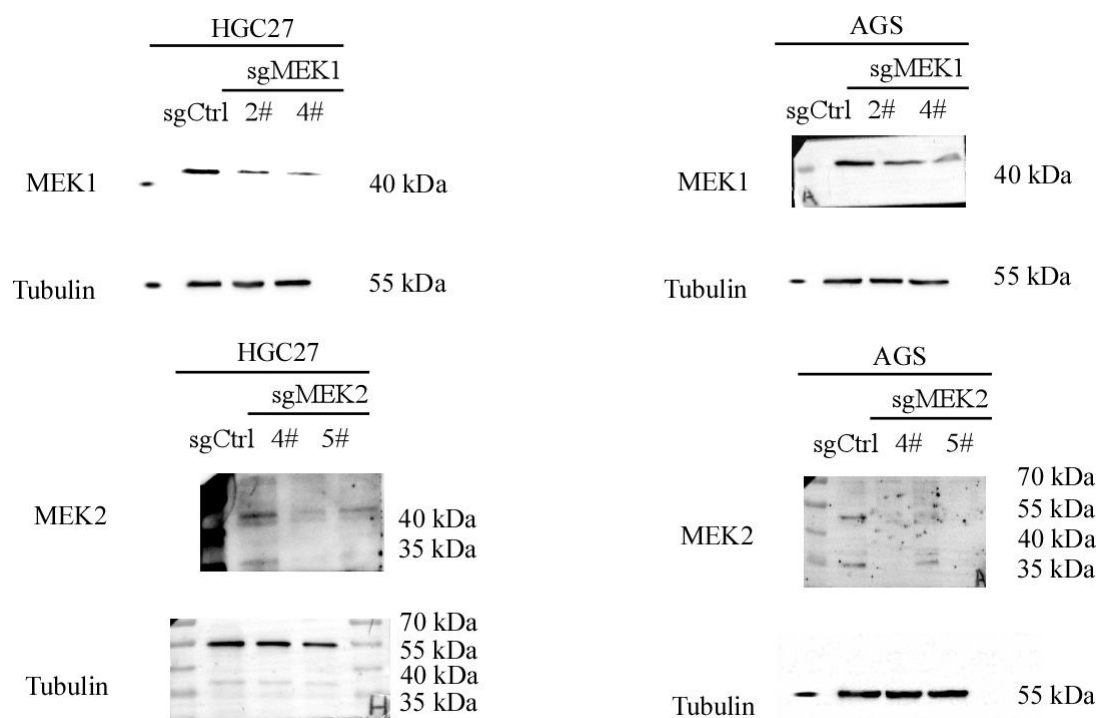 HGC27
sgMEK1
sgCtrl 2# 4#
MEK1
40 kDa
Tubulin
55 kDa
AGS
sgMEK1
sgCtrl 2# 4#
MEK1
A
40 kDa
Tubulin
55 kDa
HGC27
sgMEK2
sgCtrl 4# 5#
MEK2
40 kDa
35 kDa
Tubulin
70 kDa
55 kDa
40 kDa
35 kDa
H
AGS
sgMEK2
sgCtrl 4# 5#
MEK2
70 kDa
55 kDa
40 kDa
35 kDa
A
Tubulin
55 kDa